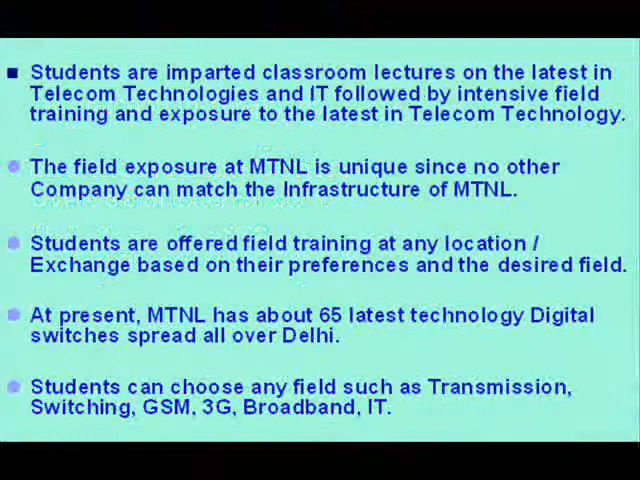 Students are imparted classroom lectures on the latest in
Telecom Technologies and IT followed by intensive field
training and exposure to the latest in Telecom Technology.
The field exposure at MTNL is unique since no other
Company can match the Infrastructure of MTNL.
Students are offered field training at any location /
Exchange based on their preferences and the desired field.
At present, MTNL has about 65 latest technology Digital
switches spread all over Delhi.
Students can choose any field such as Transmission,
Switching, GSM, 3G, Broadband, IT.